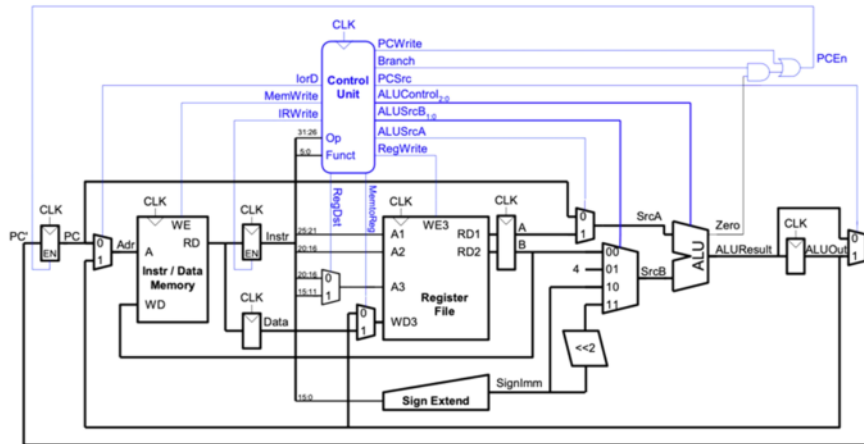 CLK
PCWrite
Branch
PCEn
IorD
Control
Unit
PCSrc
MemWrite
ALUControl2:0
IRWrite
ALUSrcB1:0
31:26
Op
ALUSrcA
5:0
Funct
RegWrite
RegDst
MemtoReg
CLK
CLK
CLK
CLK
CLK
CLK
PC'
PC
EN
0
1
Adr
A
WE
RD
Instr / Data
Memory
WD
EN
Instr
25:21
20:16
A1
A2
WE3
RD1
RD2
A
B
0
1
SrcA
Zero
CLK
ALUResult
ALUOut
0
1
ALU
00
4
01
10
11
SrcB
20:16
15:11
0
1
A3
Register
File
CLK
Data
0
1
WD3
<<2
SignImm
15:0
Sign Extend